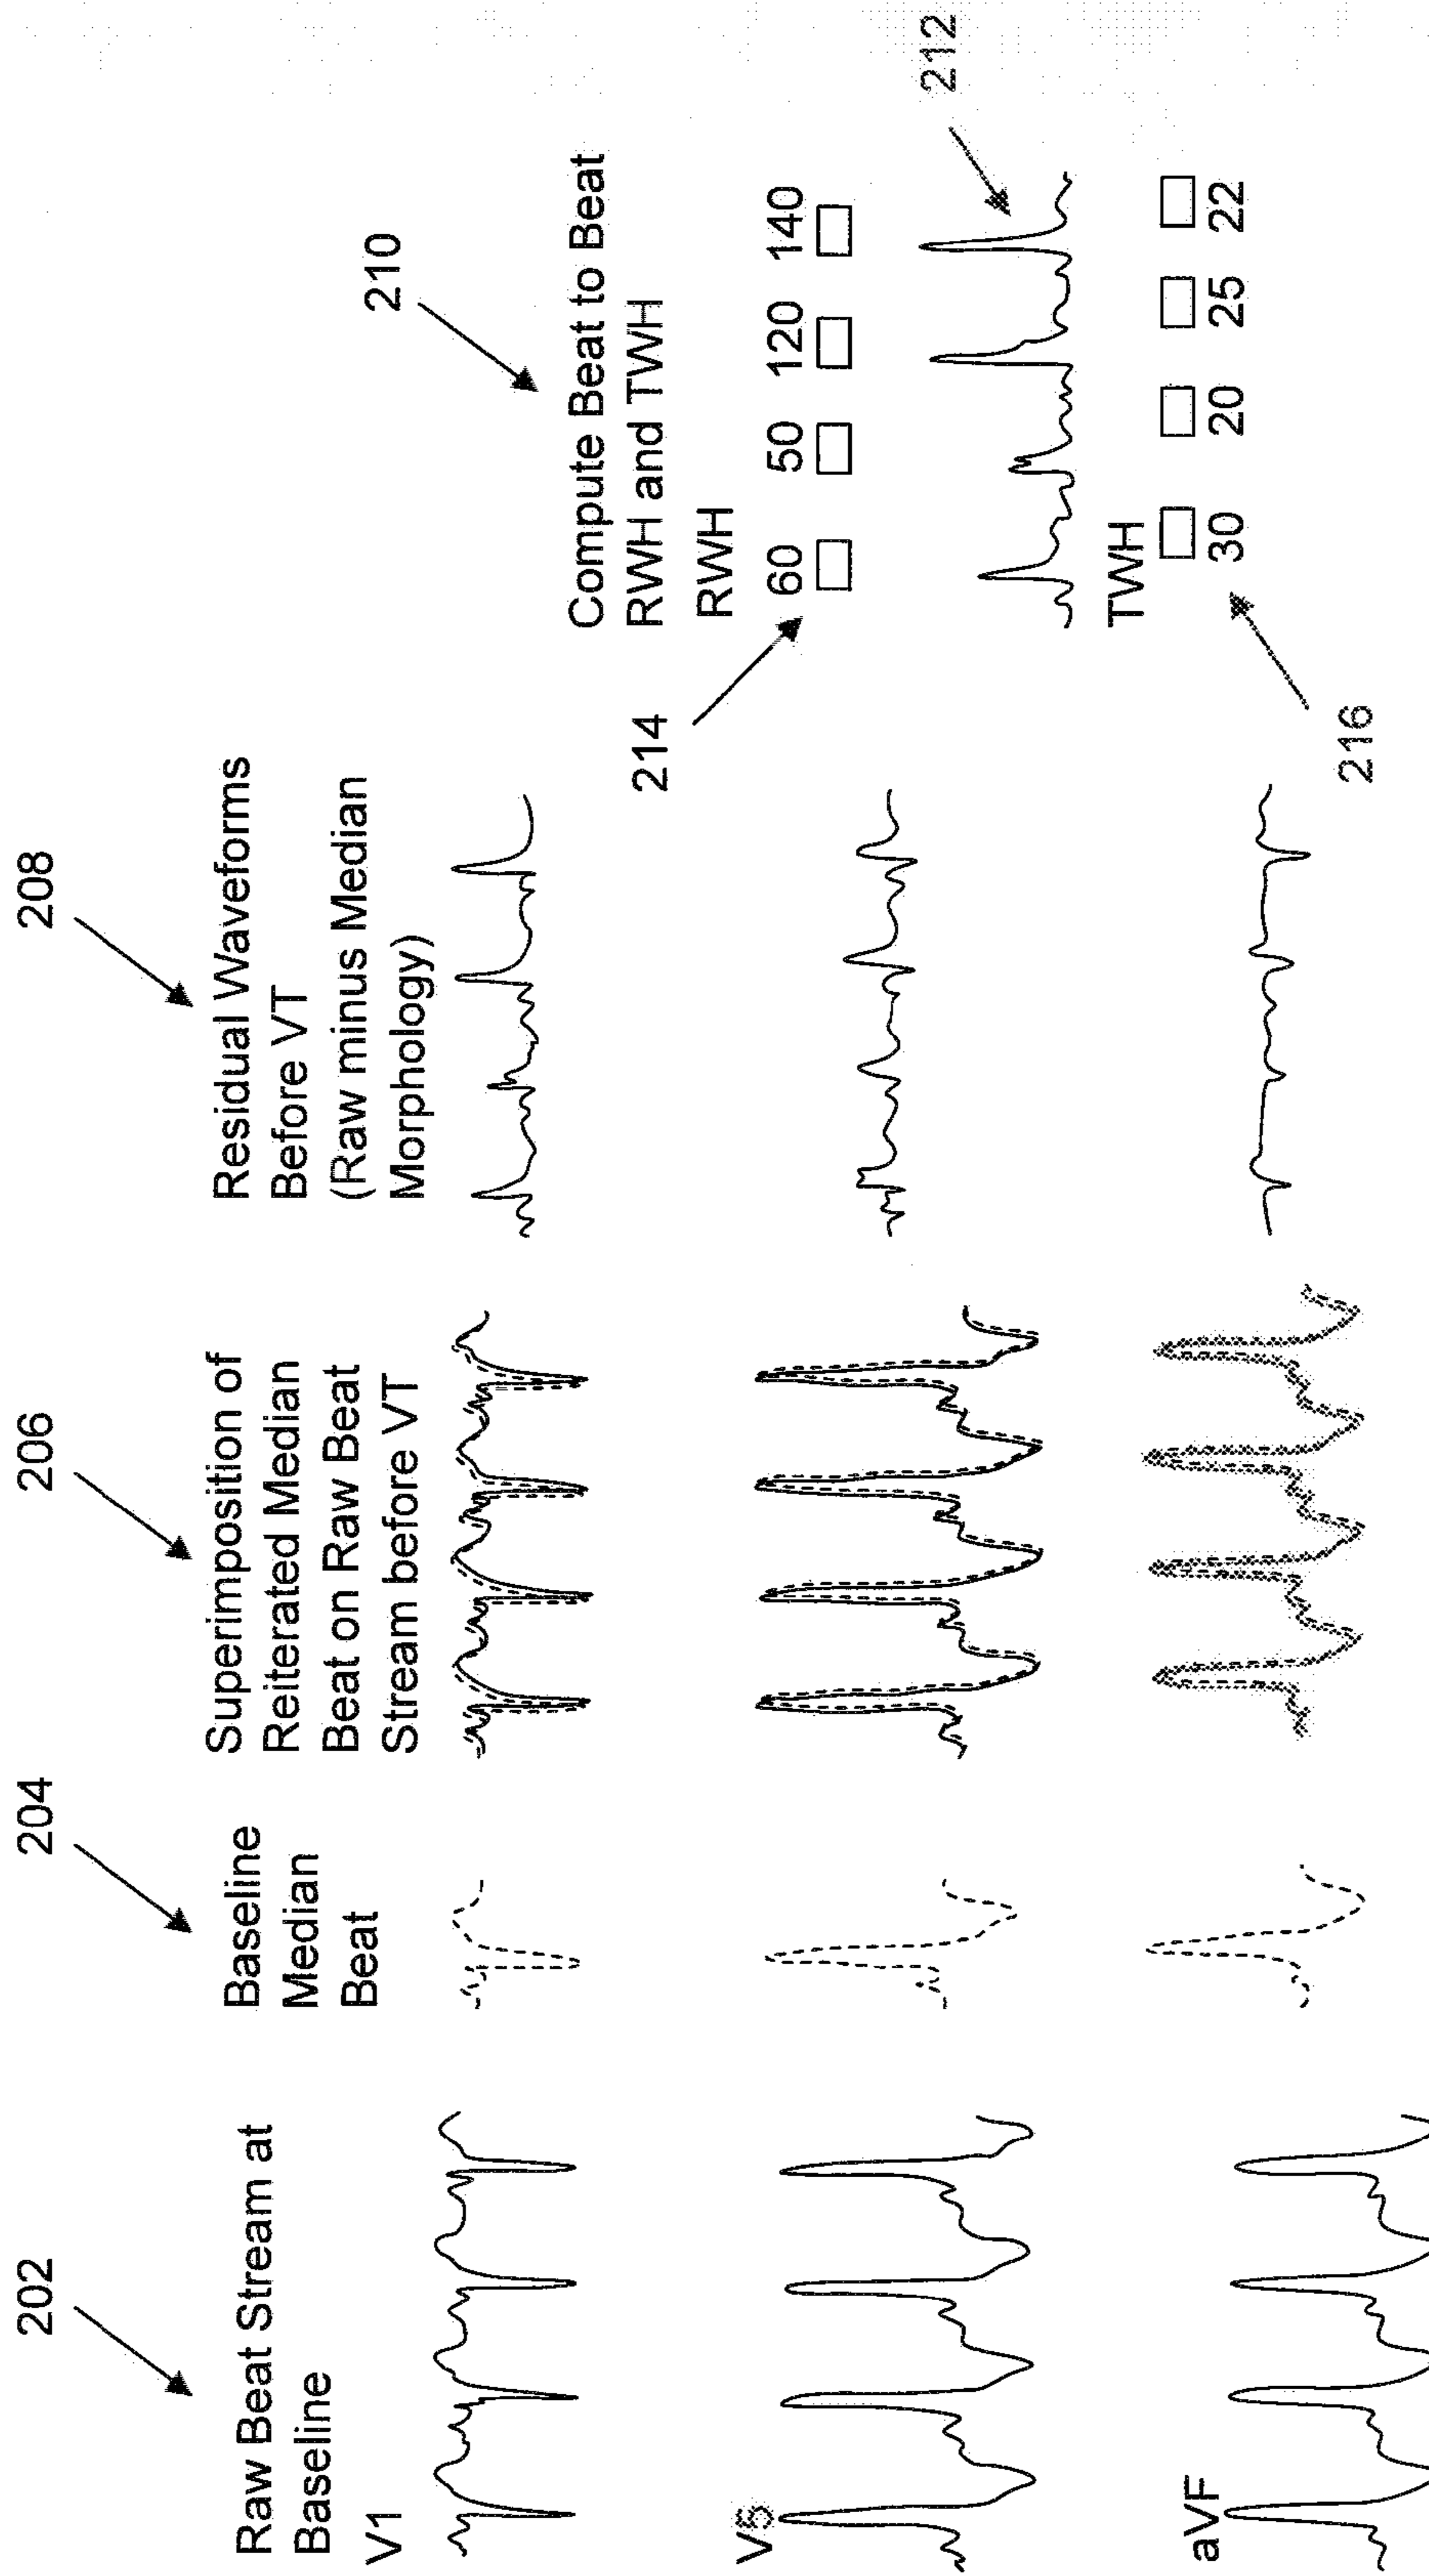 202
Raw Beat Stream at
Baseline
V1
V5
aVF
204
Baseline
Median
Beat
206
Superimposition of
Reiterated Median
Beat on Raw Beat
Stream before VT
208
Residual Waveforms
Before VT
(Raw minus Median
Morphology)
210
Compute Beat to Beat
RWH and TWH
RWH
214
60 50 120 140
212
TWH
30 20 25 22
216